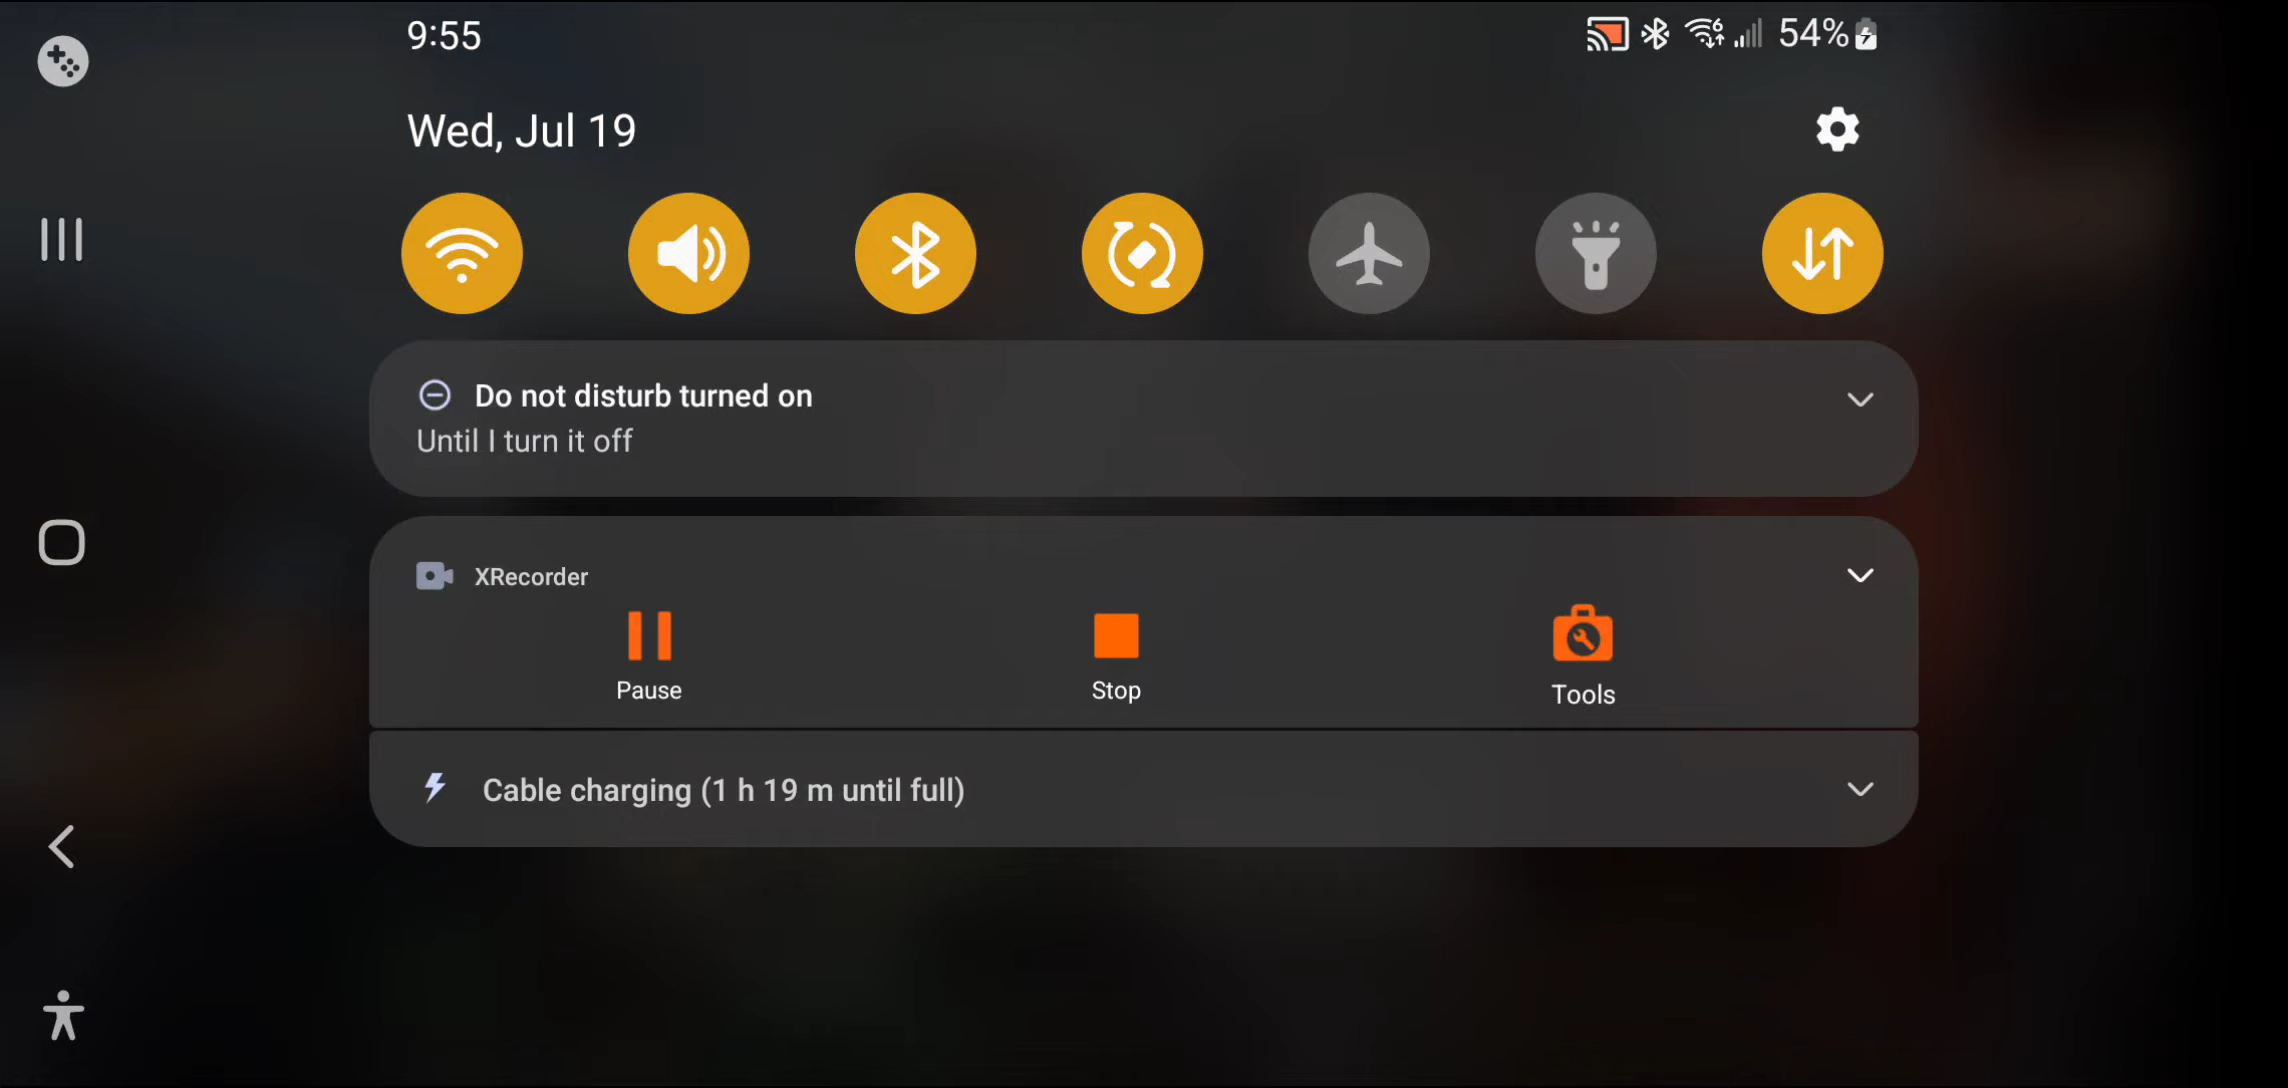 9:55
54%
Wed, Jul 19
Do not disturb turned on
Until I turn it off
XRecorder
Pause
Stop
Tools
Cable charging (1 h 19 m until full)